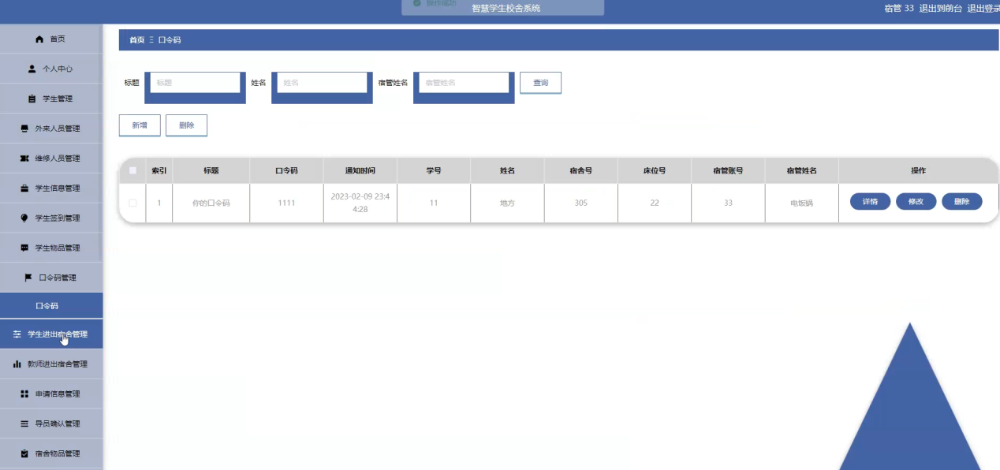 操作成功
智慧学生校舍系统
宿管 33 退出到前台 退出登录
首页
个人中心
学生管理
外来人员管理
维修人员管理
学生信息管理
学生签到管理
学生物品管理
口令码管理
口令码
学生进出宿舍管理
教师进出宿舍管理
申请信息管理
导员确认管理
宿舍物品管理
首页 Ξ 口令码
标题 标题 姓名 姓名 宿管姓名 宿管姓名 查询
新增 删除
索引 标题 口令码 通知时间 学号 姓名 宿舍号 床位号 宿管账号 宿管姓名 操作
1 你的口令码 1111 2023-02-09 23:4
4:28 11 地方 305 22 33 电饭锅 详情 修改 删除